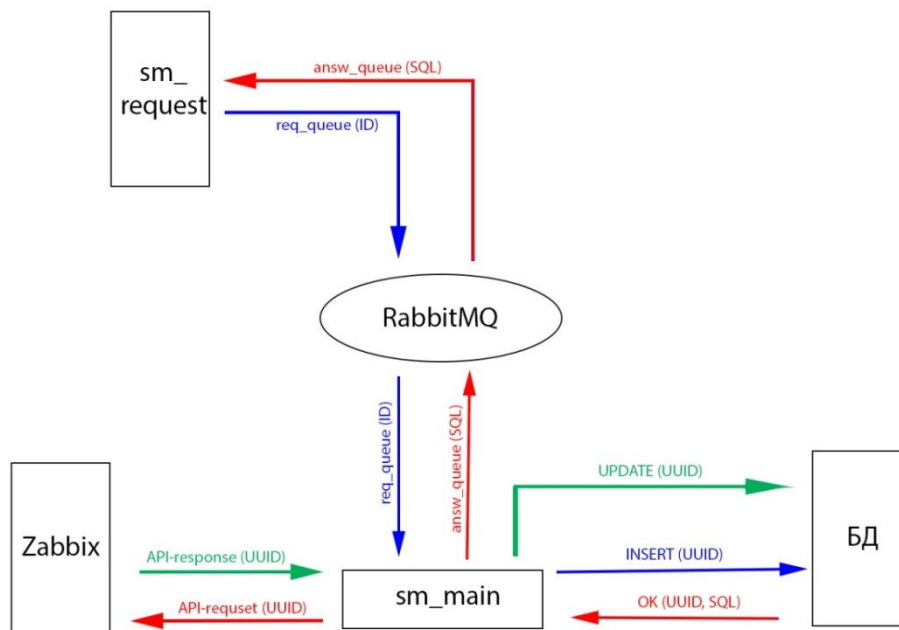 sm_
request
answ_queue (SQL)
req_queue (ID)
RabbitMQ
req_queue (ID)
answ_queue (SQL)
UPDATE (UUID)
Zabbix
API-response (UUID)
API-requset (UUID)
sm_main
INSERT (UUID)
OK (UUID, SQL)
БД